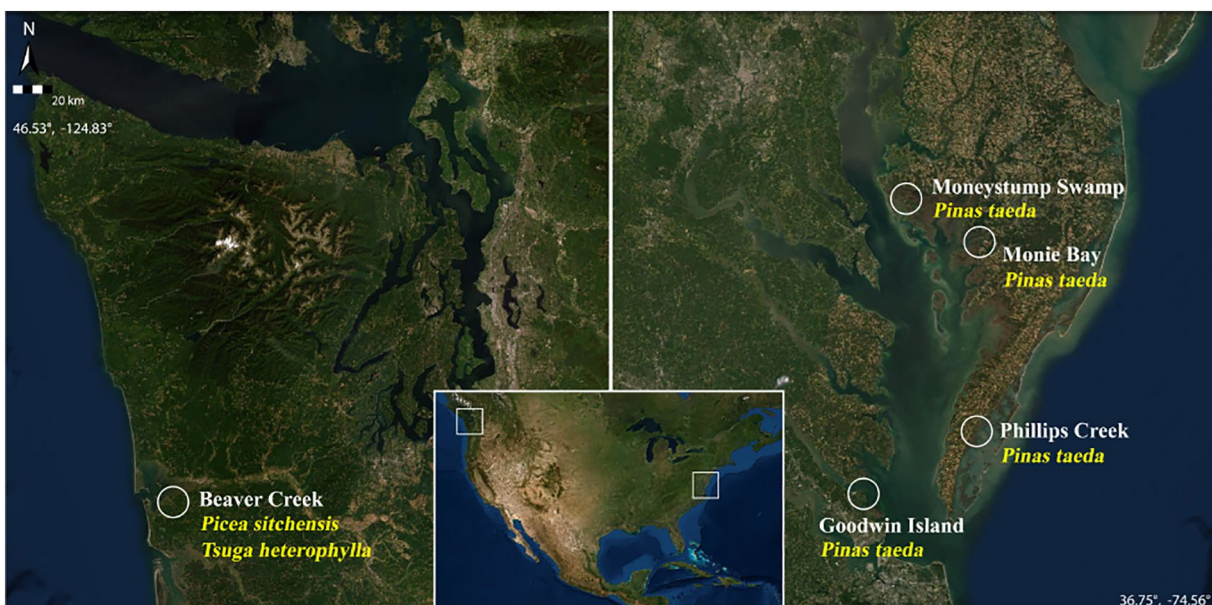 N
20 km
46.53°, -124.83°
Beaver Creek
Picea sitchensis
Tsuga heterophylla
Moneystump Swamp
Pinas taeda
Monie Bay
Pinas taeda
Phillips Creek
Pinas taeda
Goodwin Island
Pinas taeda
36.75°, -74.56°